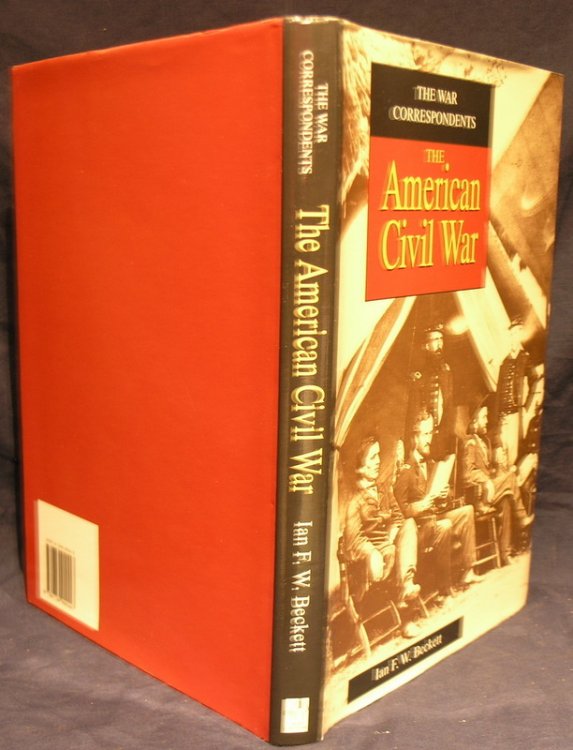 THE WAR
CORRESPONDENTS
The American Civil War
Ian F. W. Beckett
THE WAR
CORRESPONDENTS
THE
American
Civil War
Ian F. W. Beckett